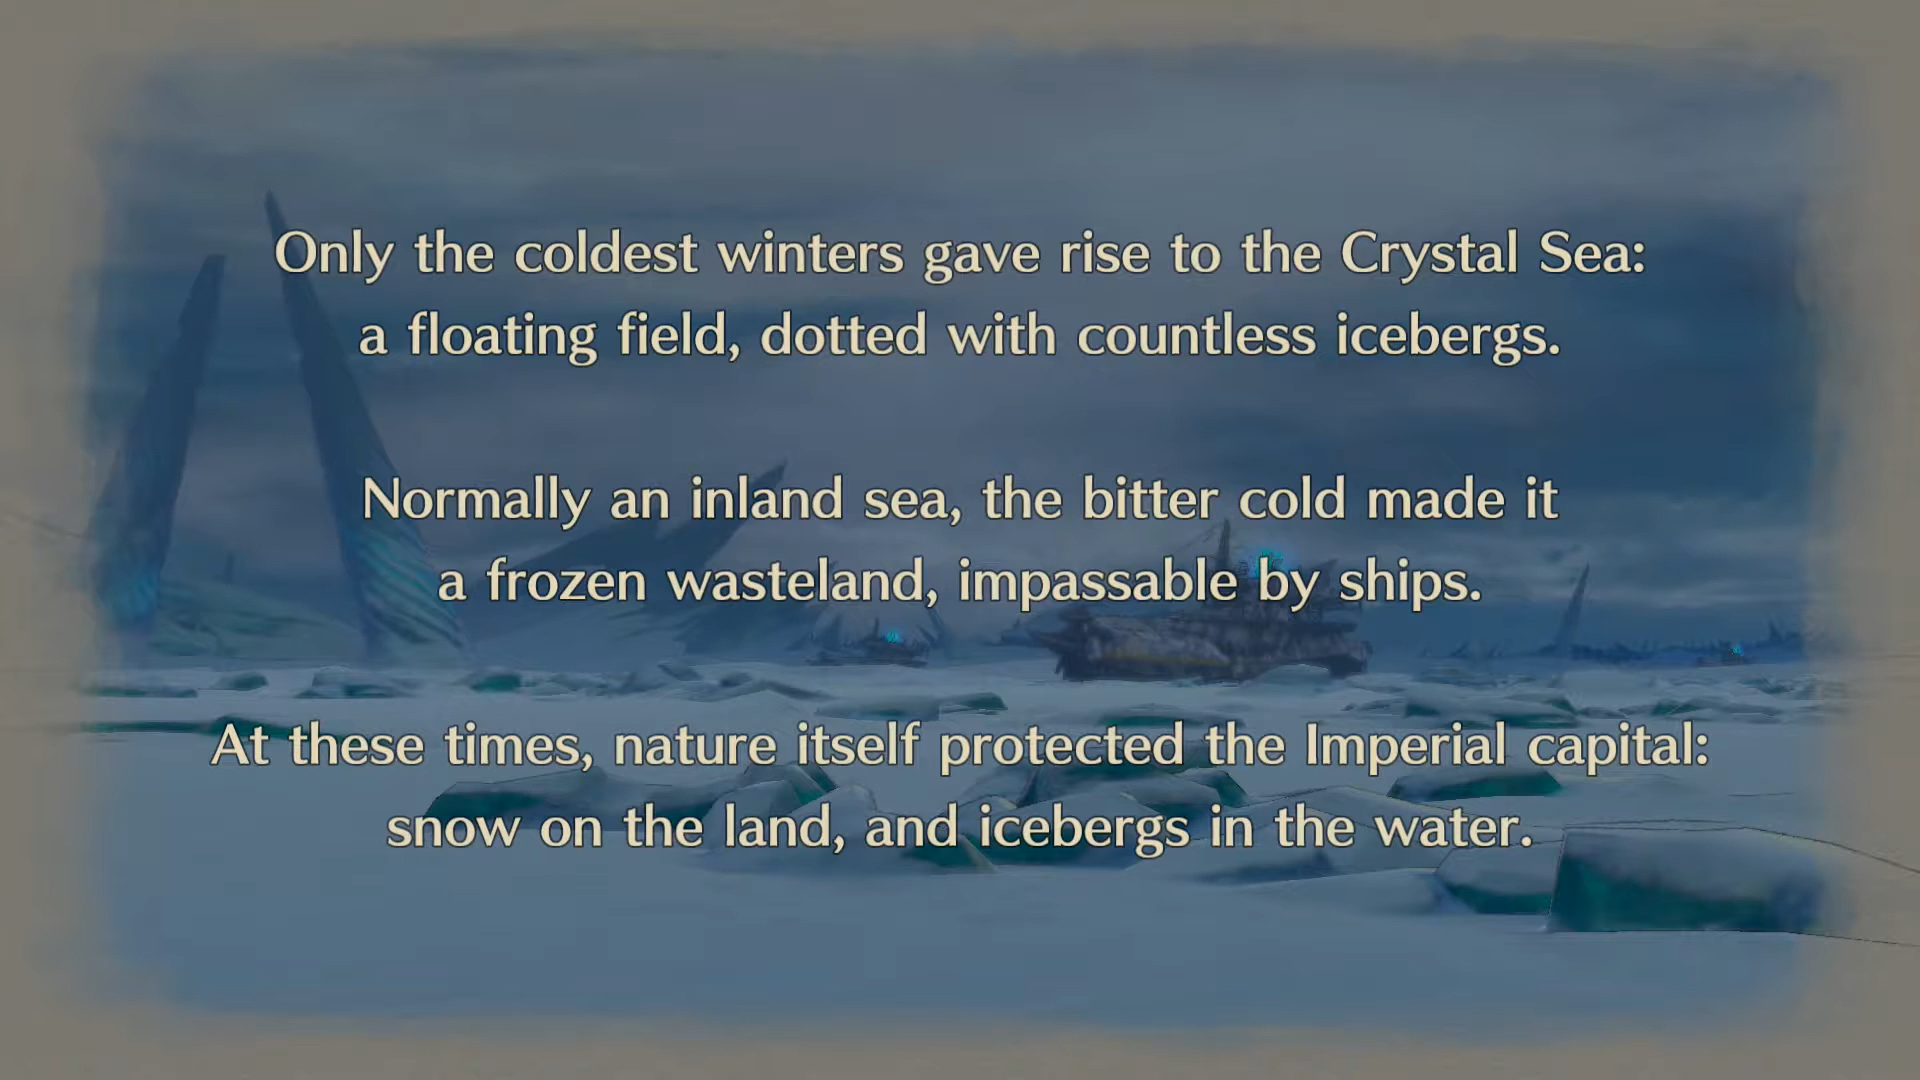 Only the coldest winters gave rise to the Crystal Sea:
a floating field, dotted with countless icebergs.
Normally an inland sea, the bitter cold made it
a frozen wasteland, impassable by ships.
At these times, nature itself protected the Imperial capital:
snow on the land, and icebergs in the water.